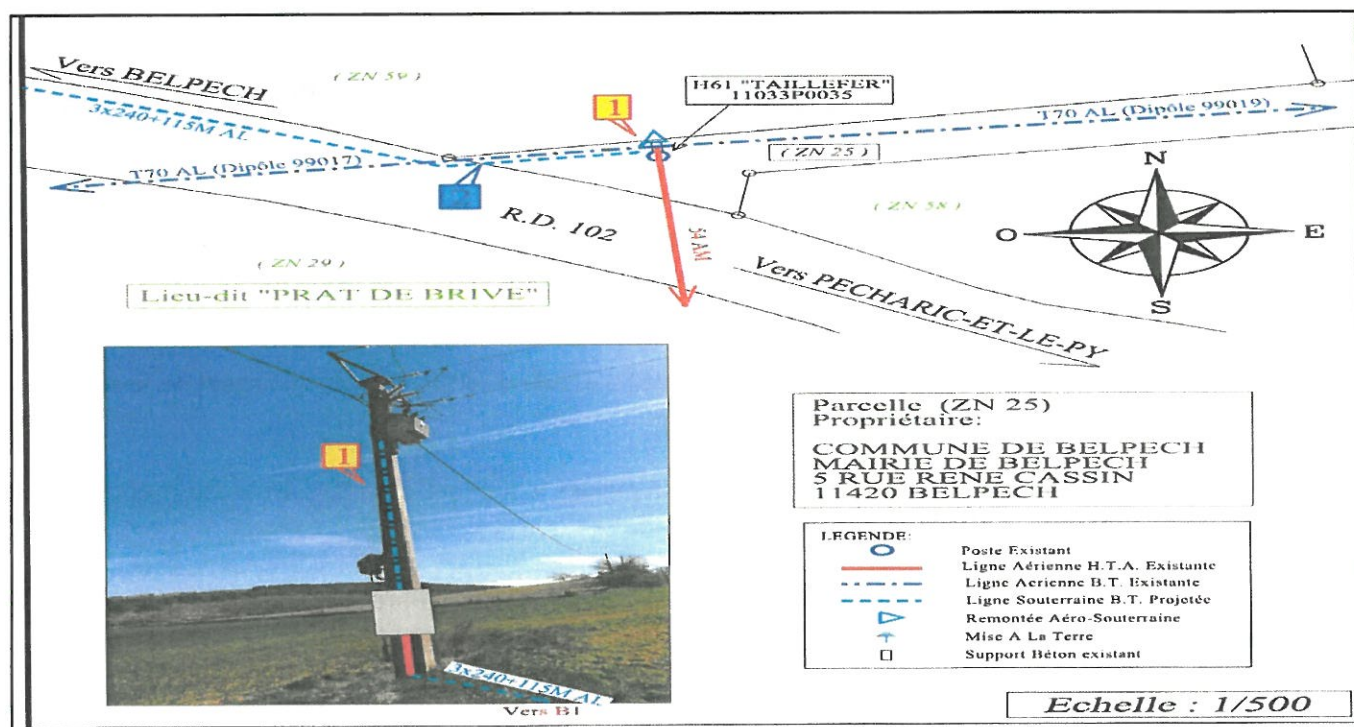 Vers BELPECH
( ZN 59 )
3x240+115M AL
1
H61 "TAILLEFER"
11033P0035
T70 AL (Dipôle 99019)
( ZN 25 )
T70 AL (Dipôle 99017)
2
R.D. 102
54 AM
( ZN 58 )
N
O
E
S
( ZN 29 )
Lieu-dit "PRAT DE BRIVE"
Vers PECHARIC-ET-LE-PY
1
3x240+115M AL
Vers B1
Parcelle (ZN 25)
Propriétaire:
COMMUNE DE BELPECH
MAIRIE DE BELPECH
5 RUE RENE CASSIN
11420 BELPECH
LEGENDE:
Poste Existant
Ligne Aérienne H.T.A. Existante
Ligne Aérienne B.T. Existante
Ligne Souterraine B.T. Projetée
Remontée Aéro-Souterraine
Mise A La Terre
Support Béton existant
Echelle : 1/500